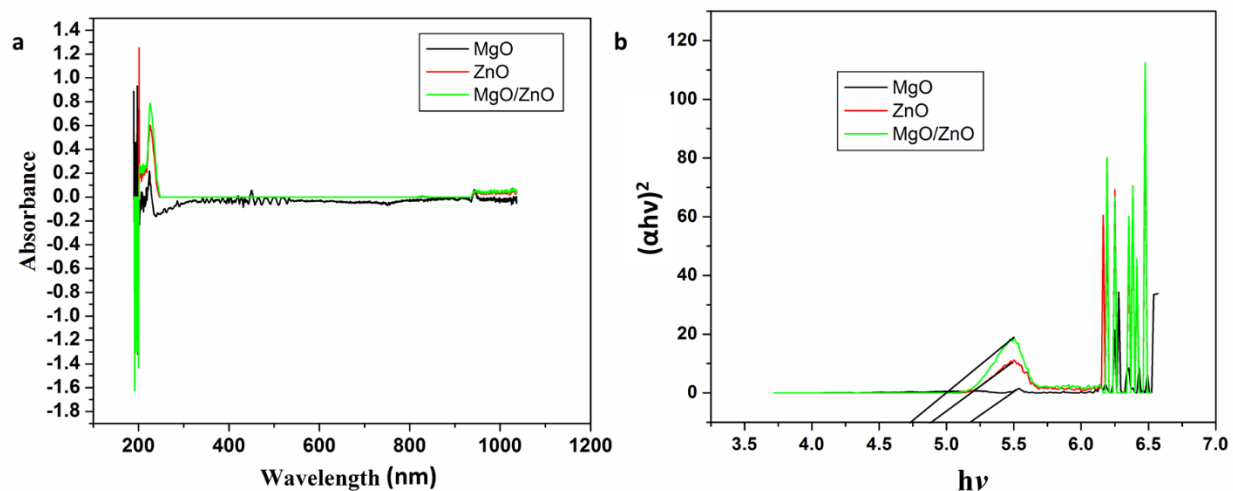 a
Absorbance
1.4
1.2
1.0
0.8
0.6
0.4
0.2
0.0
-0.2
-0.4
-0.6
-0.8
-1.0
-1.2
-1.4
-1.6
-1.8
MgO
ZnO
MgO/ZnO
200 400 600 800 1000 1200
Wavelength (nm)
b
(αhν)2
120
100
80
60
40
20
0
MgO
ZnO
MgO/ZnO
3.5 4.0 4.5 5.0 5.5 6.0 6.5 7.0
hν